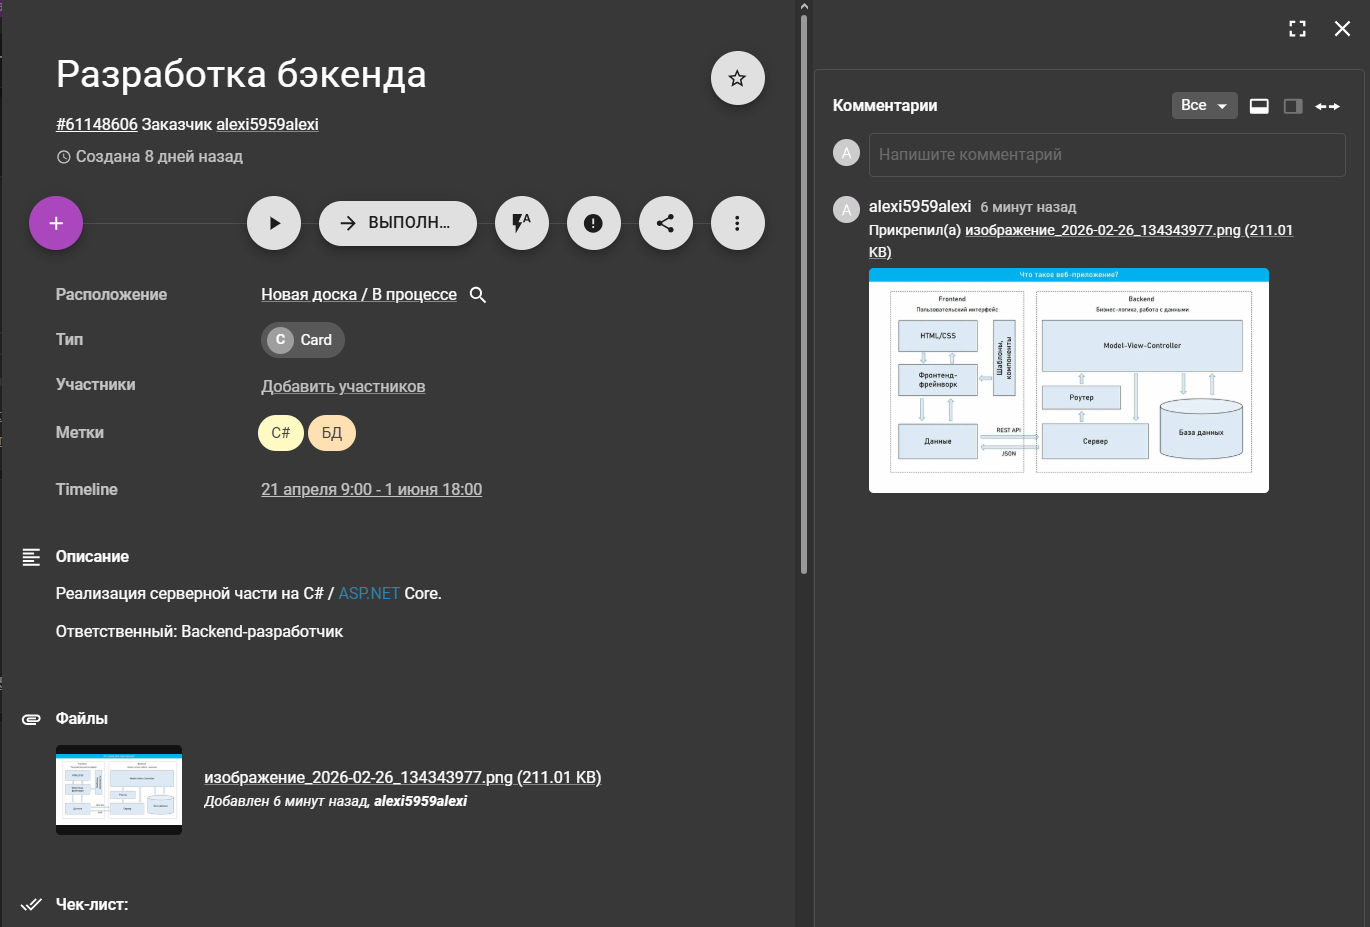 Разработка бэкенда
#61148606 Заказчик alexi5959alexi
Создана 8 дней назад
ВЫПОЛН...
Расположение
Новая доска / В процессе
Тип
C Card
Участники
Добавить участников
Метки
C# БД
Timeline
21 апреля 9:00 - 1 июня 18:00
Описание
Реализация серверной части на C# / ASP.NET Core.
Ответственный: Backend-разработчик
Файлы
изображение_2026-02-26_134343977.png (211.01 KB)
Добавлен 6 минут назад, alexi5959alexi
Чек-лист:
Комментарии
Все
A
Напишите комментарий
A
alexi5959alexi 6 минут назад
Прикрепил(а) изображение_2026-02-26_134343977.png (211.01
KB)
Что такое веб-приложение?
Frontend
Пользовательский интерфейс
HTML/CSS
Шаблоны,
компоненты
Фронтенд-
фреймворк
Данные
REST API
JSON
Backend
Бизнес-логика, работа с данными
Model-View-Controller
Роутер
Сервер
База данных